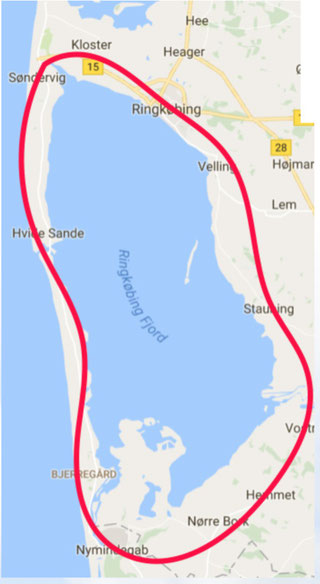 Hee
Kloster
Heager
15
Søndervig
Ringkøbing
28
Velling
Højmar
Lem
Hvide Sande
Ringkøbing Fjord
Stauning
BJERREGÅRD
Hemmet
Nørre Bork
Nymindegab